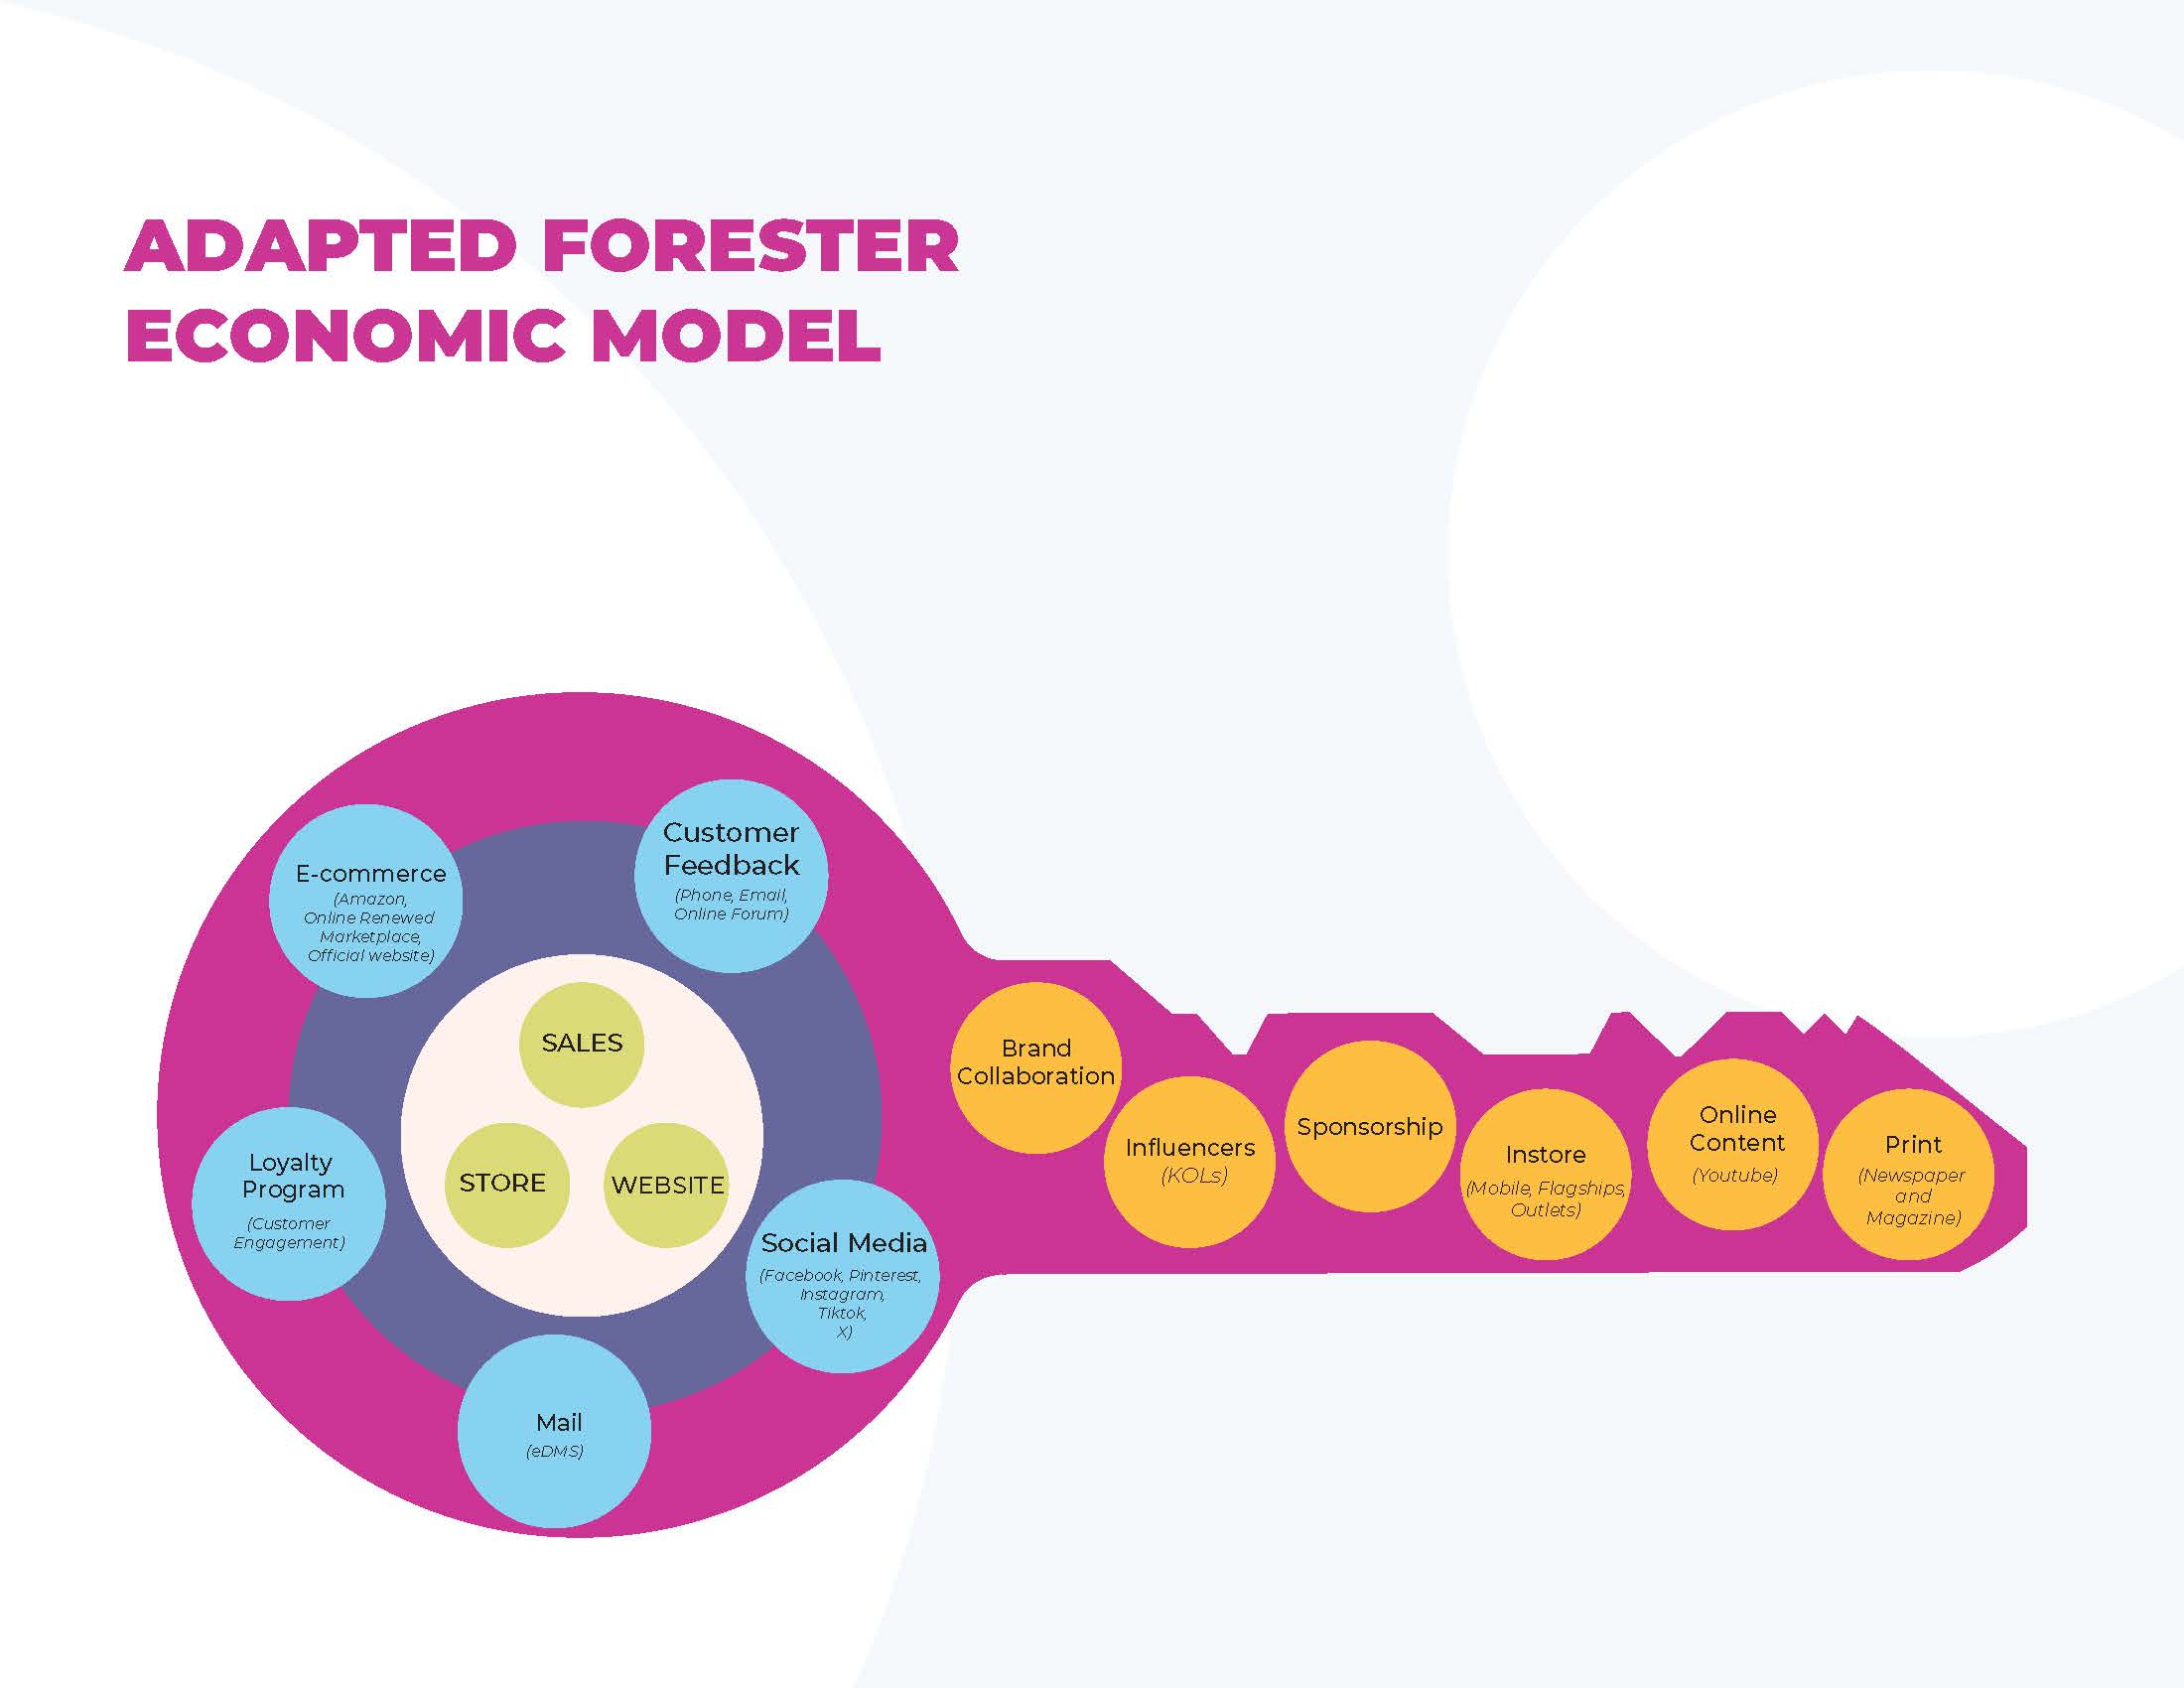 ADAPTED FORESTER
ECONOMIC MODEL
E-commerce
(Amazon,
Online Renewed
Marketplace,
Official website)
Customer
Feedback
(Phone, Email,
Online Forum)
SALES
STORE
WEBSITE
Loyalty
Program
(Customer
Engagement)
Social Media
(Facebook, Pinterest,
Instagram,
Tiktok,
X)
Mail
(eDMS)
Brand
Collaboration
Influencers
(KOLs)
Sponsorship
Instore
(Mobile, Flagships,
Outlets)
Online
Content
(Youtube)
Print
(Newspaper
and
Magazine)